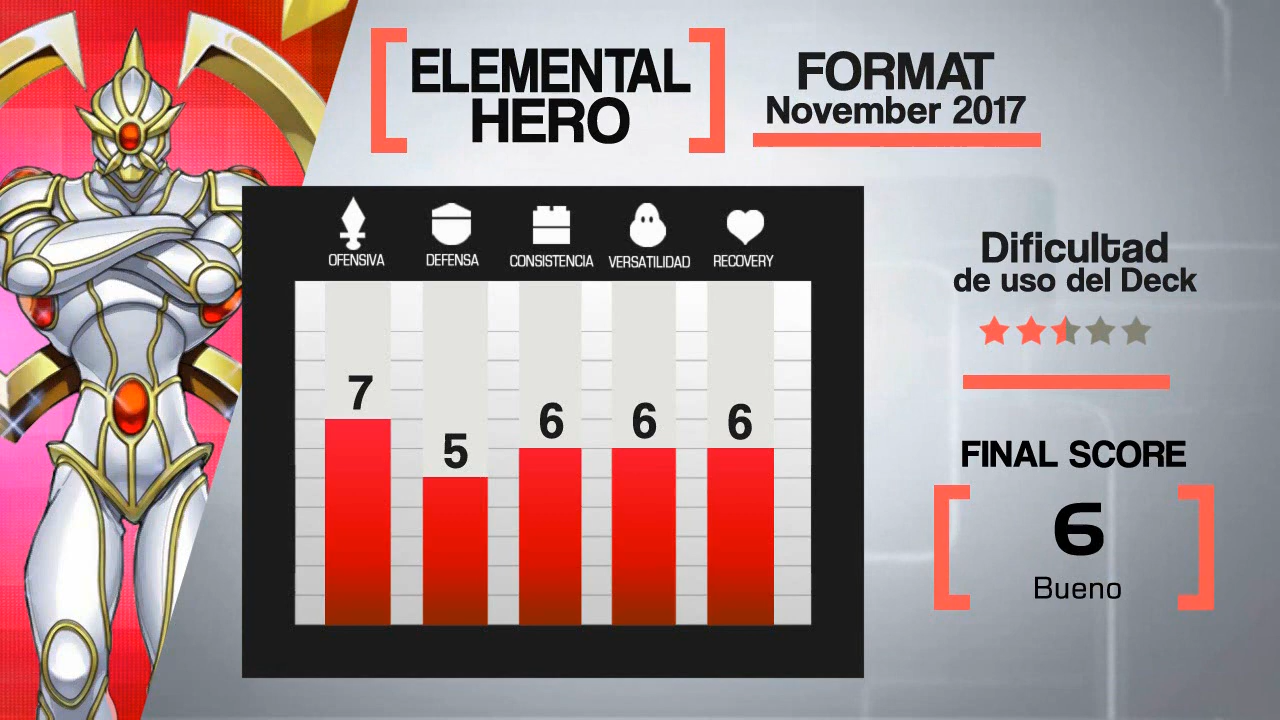 ELEMENTAL
HERO
FORMAT
November 2017
OFENSIVA
DEFENSA
CONSISTENCIA
VERSATILIDAD
RECOVERY
7
5
6
6
6
Dificultad
de uso del Deck
FINAL SCORE
6
Bueno